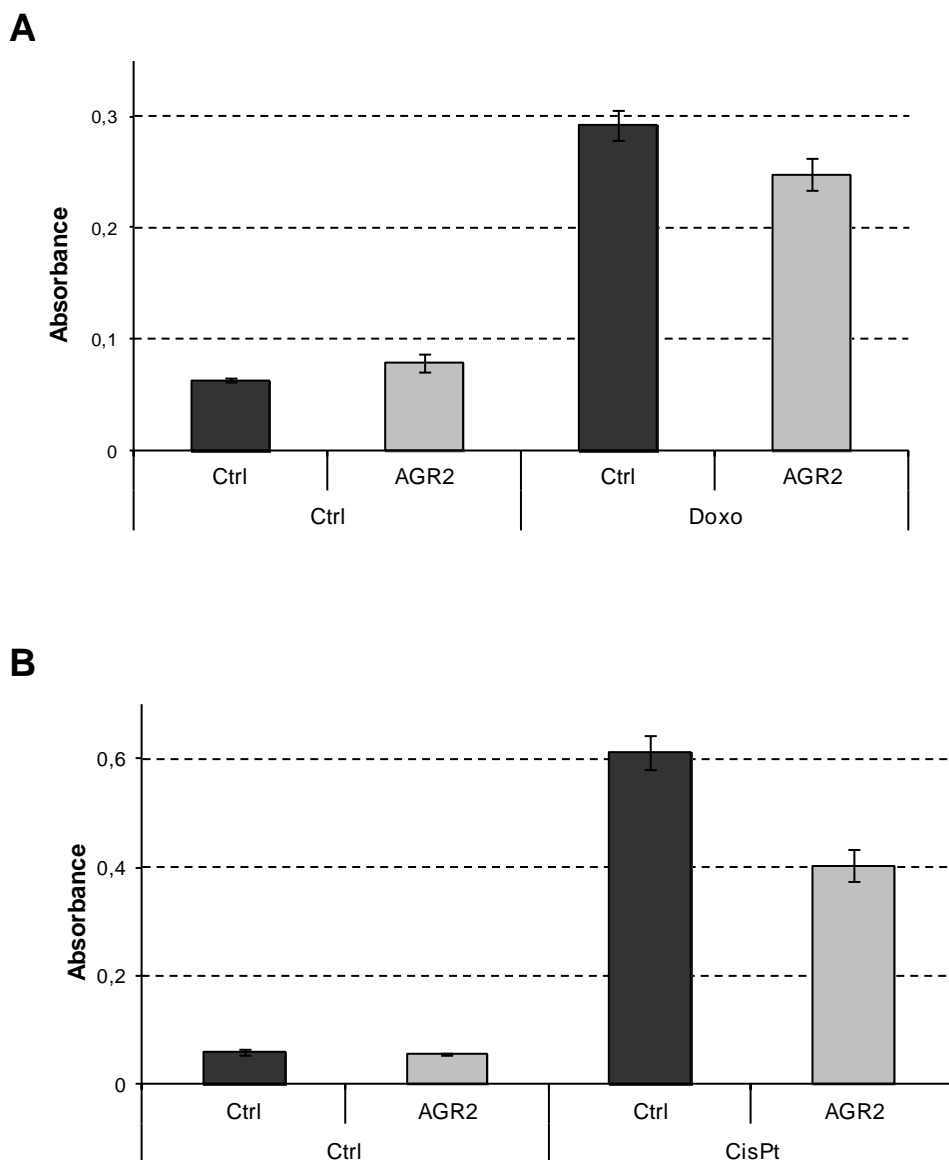 A
0,3
0,2
0,1
0
Absorbance
Ctrl AGR2 Ctrl AGR2
Ctrl Doxo
B
0,6
0,4
0,2
0
Absorbance
Ctrl AGR2 Ctrl AGR2
Ctrl CisPt